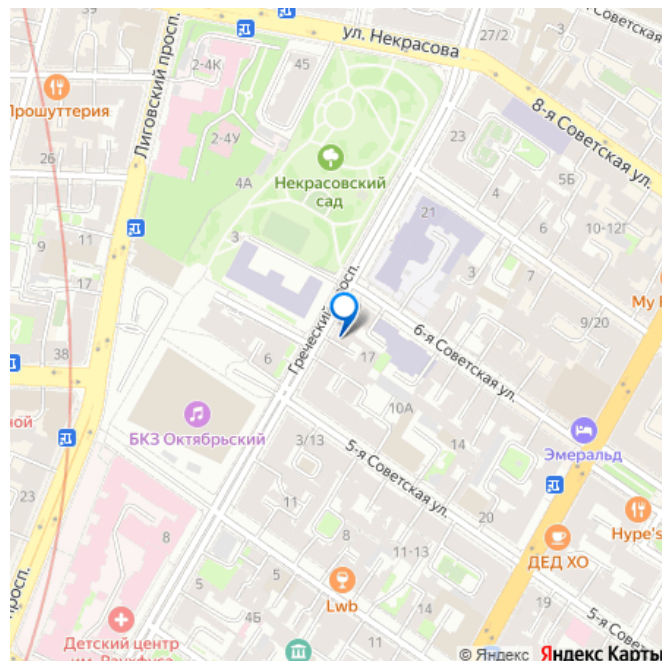 ул. Некрасова
27/2
Лиговский просп.
2-4К
45
Прошуттерия
2-4У
26
4А
Некрасовский
сад
23
4
5Б
8-я Советская ул.
6
10-12Г
9
11
3
21
Греческий просп.
3
7
My
9/20
6-я Советская ул.
38
6
17
10А
ной
БКЗ Октябрьский
3/13
5-я Советская ул.
14
Эмеральд
23
11
8
20
Hype's
11-13
ДЕД ХО
просп.
8
5
5
Lwb
4Б
14
19
5-я Советская ул.
Детский центр
им. Раухфуса
© Яндекс Яндекс Карты